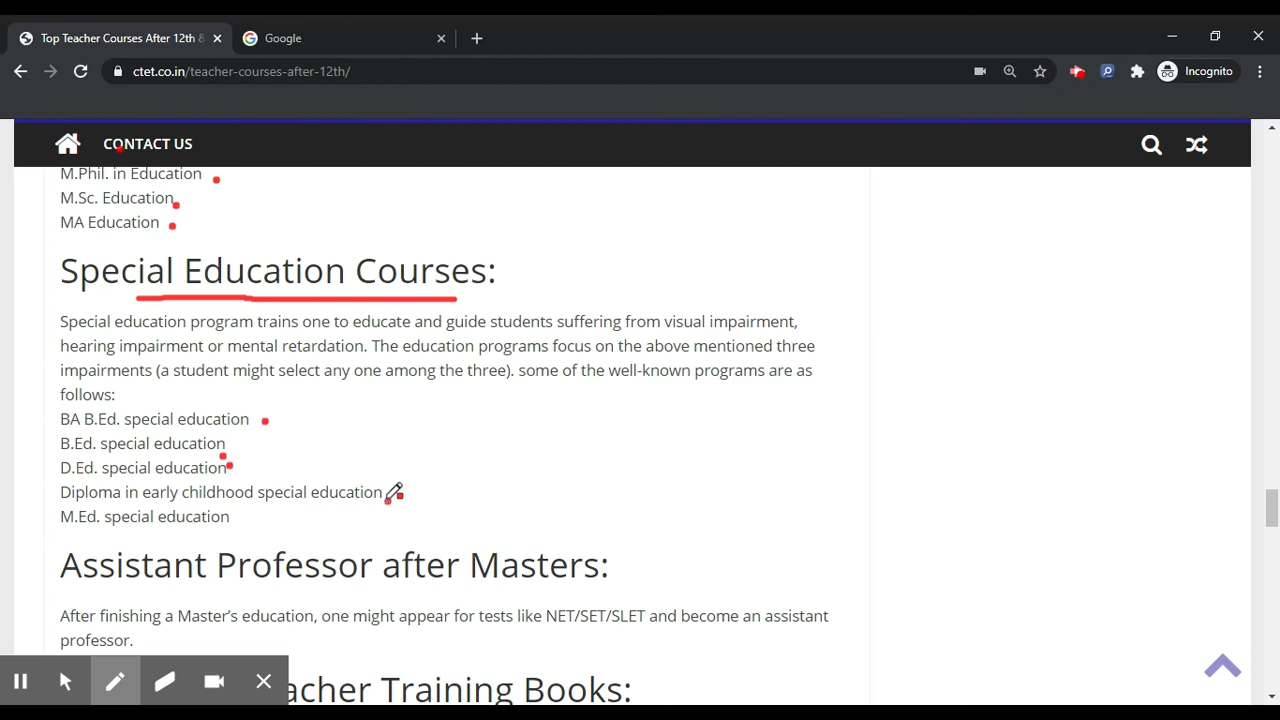 Top Teacher Courses After 12th &
Google
ctet.co.in/teacher-courses-after-12th/
Incognito
CONTACT US
M.Phil. in Education
M.Sc. Education
MA Education
Special Education Courses:
Special education program trains one to educate and guide students suffering from visual impairment,
hearing impairment or mental retardation. The education programs focus on the above mentioned three
impairments (a student might select any one among the three). some of the well-known programs are as
follows:
BA B.Ed. special education
B.Ed. special education
D.Ed. special education
Diploma in early childhood special education
M.Ed. special education
Assistant Professor after Masters:
After finishing a Master’s education, one might appear for tests like NET/SET/SLET and become an assistant
professor.
acher Training Books: